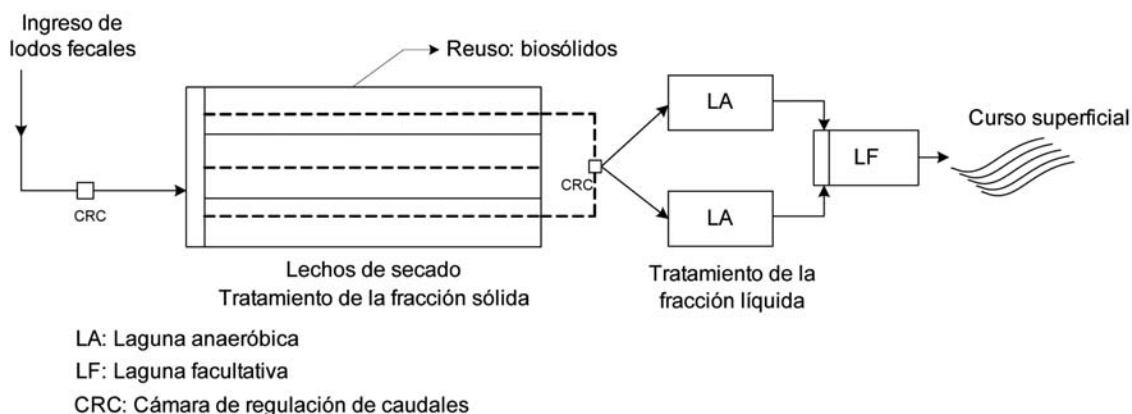 Ingreso de
lodos fecales
Reuso: biosólidos
CRC
Lechos de secado
Tratamiento de la fracción sólida
CRC
LA
LA
Tratamiento de la
fracción líquida
LF
Curso superficial
LA: Laguna anaeróbica
LF: Laguna facultativa
CRC: Cámara de regulación de caudales